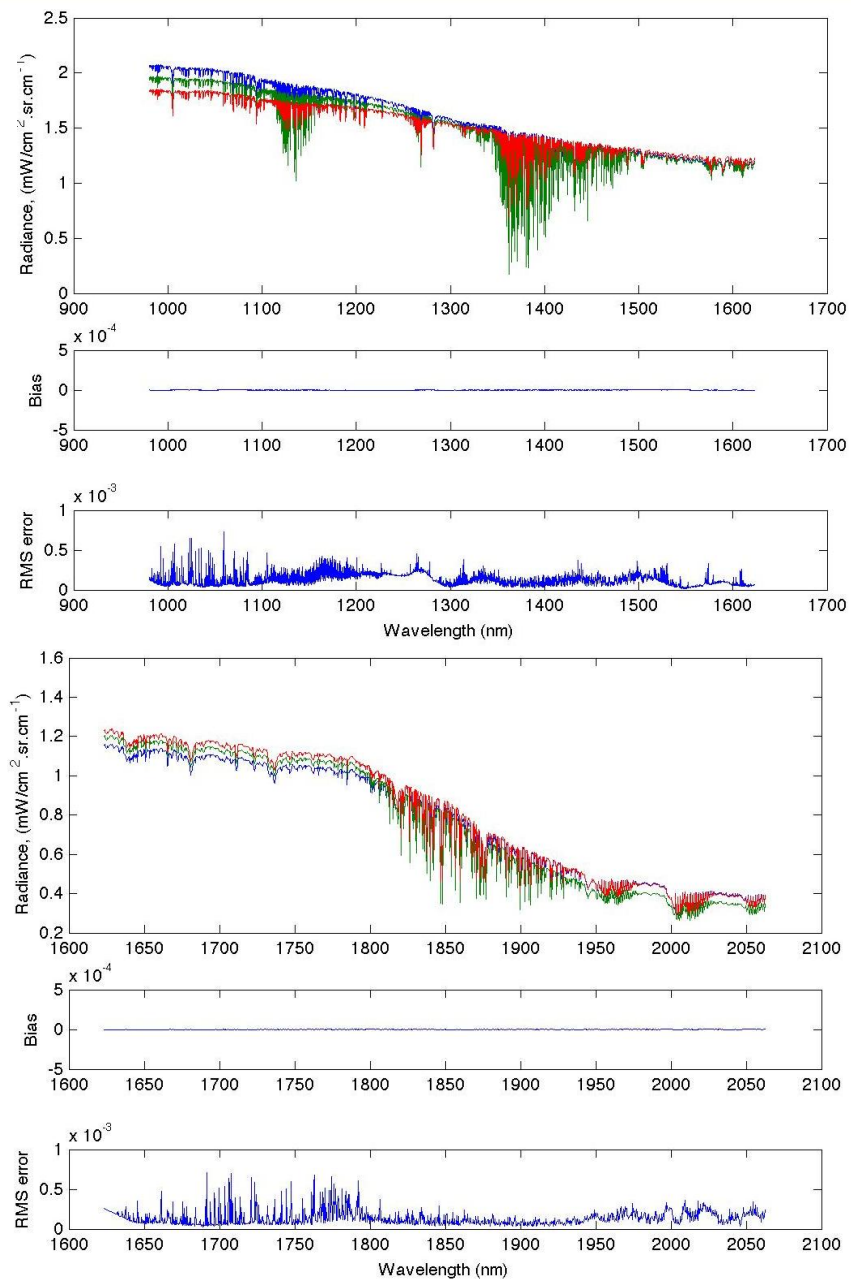 2.5
2
1.5
1
0.5
0
Radiance, (mW/cm⁻².sr.cm⁻¹)
900 1000 1100 1200 1300 1400 1500 1600 1700
x 10⁻⁴
5
0
-5
Bias
900 1000 1100 1200 1300 1400 1500 1600 1700
x 10⁻³
1
0.5
0
RMS error
900 1000 1100 1200 1300 1400 1500 1600 1700
Wavelength (nm)
1.6
1.4
1.2
1
0.8
0.6
0.4
0.2
Radiance, (mW/cm⁻².sr.cm⁻¹)
1600 1650 1700 1750 1800 1850 1900 1950 2000 2050 2100
x 10⁻⁴
5
0
-5
Bias
1600 1650 1700 1750 1800 1850 1900 1950 2000 2050 2100
x 10⁻³
1
0.5
0
RMS error
1600 1650 1700 1750 1800 1850 1900 1950 2000 2050 2100
Wavelength (nm)